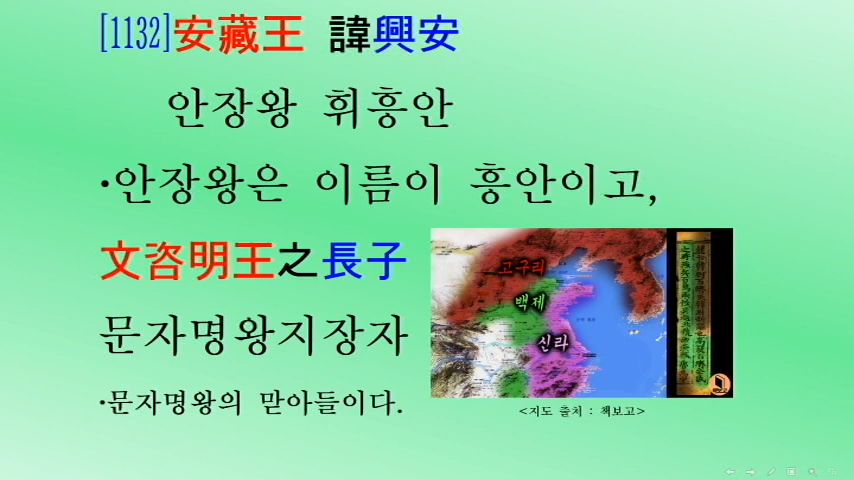 [1132]安藏王 諱興安
안장왕 휘흥안
•안장왕은 이름이 흥안이고,
文咨明王之長子
문자명왕지장자
•문자명왕의 맏아들이다.
고구리
백제
신라
<지도 출처 : 책보고>